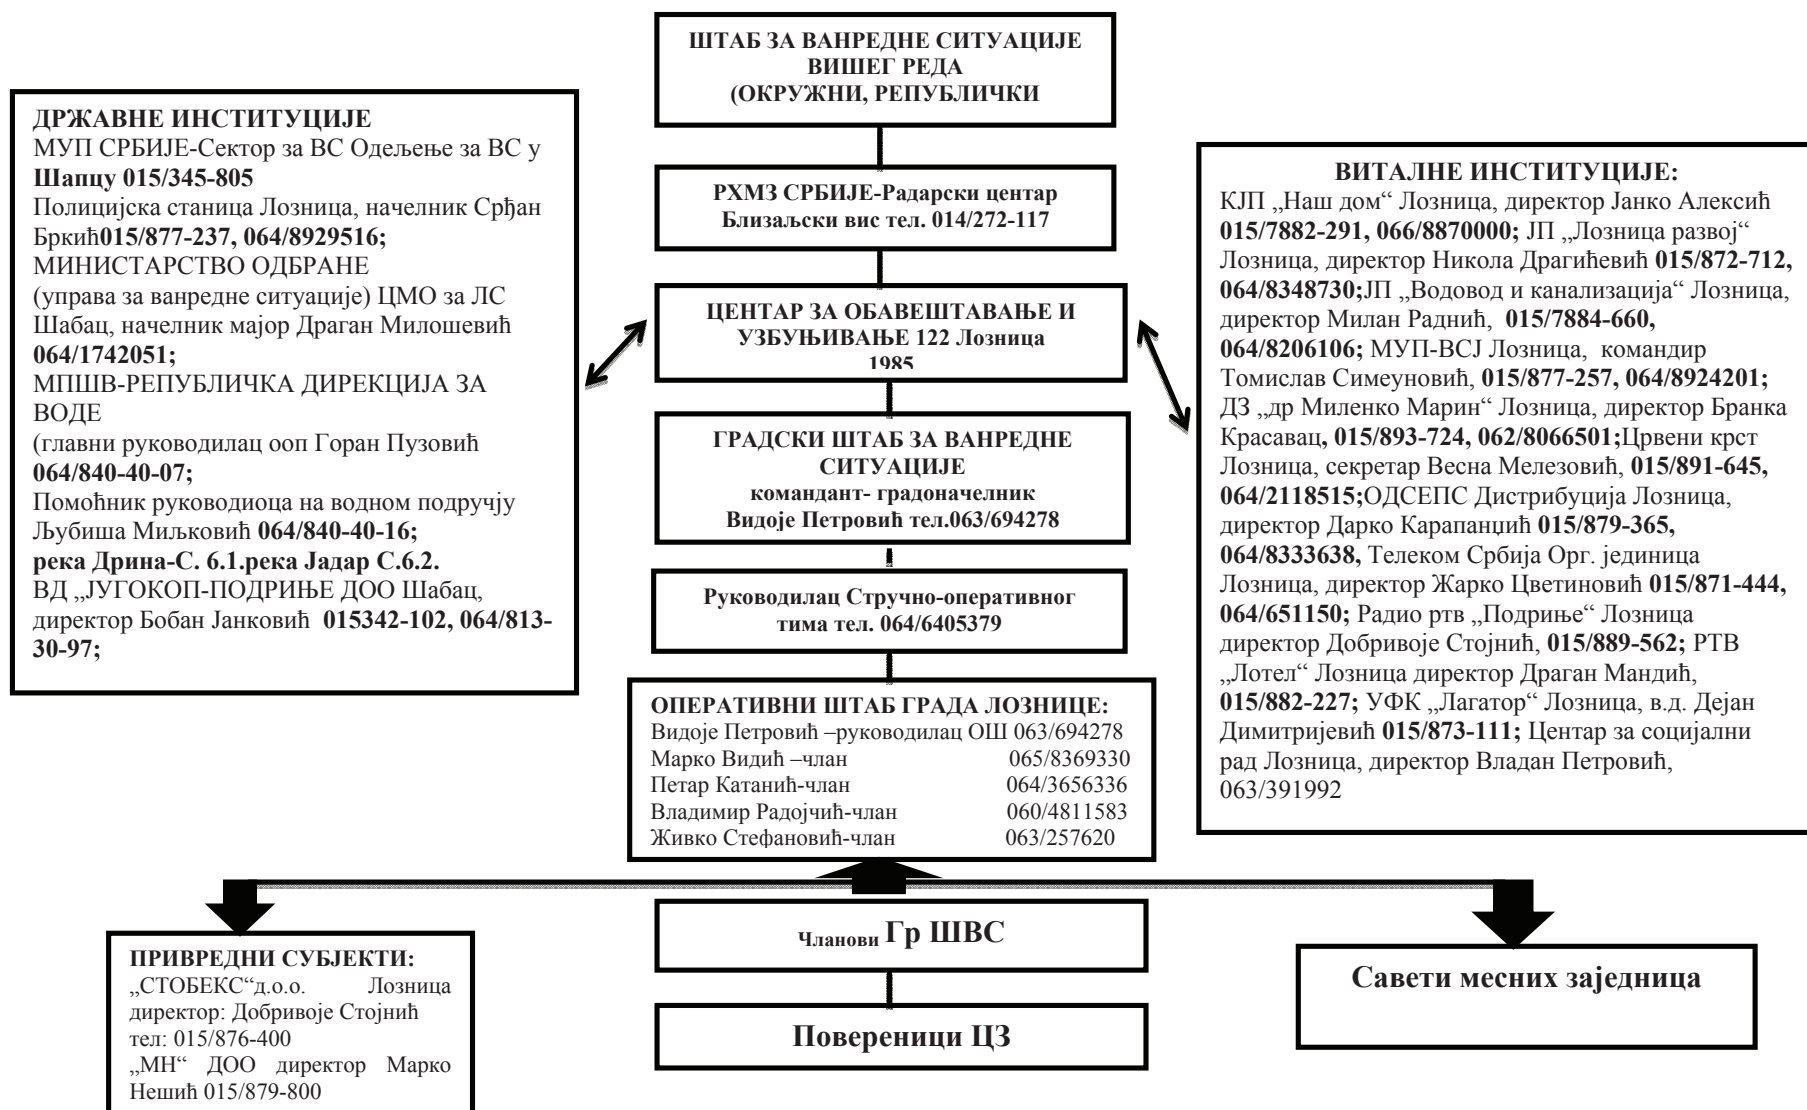 ШТАБ ЗА ВАНРЕДНЕ СИТУАЦИЈЕ
ВИШЕГ РЕДА
(ОКРУЖНИ, РЕПУБЛИЧКИ
РХМЗ СРБИЈЕ-Радарски центар
Близаљски вис тел. 014/272-117
ЦЕНТАР ЗА ОБАВЕШТАВАЊЕ И
УЗБУЊИВАЊЕ 122 Лозница
1985
ГРАДСКИ ШТАБ ЗА ВАНРЕДНЕ
СИТУАЦИЈЕ
командант- градоначелник
Видоје Петровић тел.063/694278
Руководилац Стручно-оперативног
тима тел. 064/6405379
ОПЕРАТИВНИ ШТАБ ГРАДА ЛОЗНИЦЕ:
Видоје Петровић –руководилац ОШ 063/694278
Марко Видић –члан 065/8369330
Петар Катанић-члан 064/3656336
Владимир Радојчић-члан 060/4811583
Живко Стефановић-члан 063/257620
ДРЖАВНЕ ИНСТИТУЦИЈЕ
МУП СРБИЈЕ-Сектор за ВС Одељење за ВС у
Шапцу 015/345-805
Полицијска станица Лозница, начелник Срђан
Бркић015/877-237, 064/8929516;
МИНИСТАРСТВО ОДБРАНЕ
(управа за ванредне ситуације) ЦМО за ЛС
Шабац, начелник мајор Драган Милошевић
064/1742051;
МПШВ-РЕПУБЛИЧКА ДИРЕКЦИЈА ЗА
ВОДЕ
(главни руководилац ооп Горан Пузовић
064/840-40-07;
Помоћник руководиоца на водном подручју
Љубиша Миљковић 064/840-40-16;
река Дрина-С. 6.1.река Јадар С.6.2.
ВД „ЈУГОКОП-ПОДРИЊЕ ДОО Шабац,
директор Бобан Јанковић 015342-102, 064/813-
30-97;
ВИТАЛНЕ ИНСТИТУЦИЈЕ:
КЈП „Наш дом“ Лозница, директор Јанко Алексић
015/7882-291, 066/8870000; ЈП „Лозница развој“
Лозница, директор Никола Драгићевић 015/872-712,
064/8348730;ЈП „Водовод и канализација“ Лозница,
директор Милан Раднић, 015/7884-660,
064/8206106; МУП-ВСЈ Лозница, командир
Томислав Симеуновић, 015/877-257, 064/8924201;
ДЗ „др Миленко Марин“ Лозница, директор Бранка
Красавац, 015/893-724, 062/8066501;Црвени крст
Лозница, секретар Весна Мелезовић, 015/891-645,
064/2118515;ОДСЕПС Дистрибуција Лозница,
директор Дарко Карапанџић 015/879-365,
064/8333638, Телеком Србија Орг. јединица
Лозница, директор Жарко Цветиновић 015/871-444,
064/651150; Радио ртв „Подриње“ Лозница
директор Добривоје Стојнић, 015/889-562; РТВ
„Лотел“ Лозница директор Драган Мандић,
015/882-227; УФК „Лагатор“ Лозница, в.д. Дејан
Димитријевић 015/873-111; Центар за социјални
рад Лозница, директор Владан Петровић,
063/391992
ПРИВРЕДНИ СУБЈЕКТИ:
„СТОБЕКС“д.о.о. Лозница
директор: Добривоје Стојнић
тел: 015/876-400
„МН“ ДОО директор Марко
Нешић 015/879-800
Чланови Гр ШВС
Повереници ЦЗ
Савети месних заједница